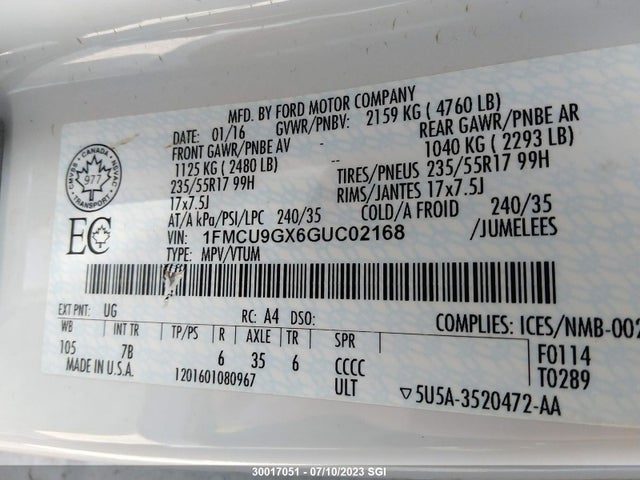 MFD. BY FORD MOTOR COMPANY
DATE: 01/16 GVWR/PNBV: 2159 KG ( 4760 LB)
FRONT GAWR/PNBE AV REAR GAWR/PNBE AR
1125 KG ( 2480 LB) 1040 KG ( 2293 LB)
235/55R17 99H TIRES/PNEUS 235/55R17 99H
17x7.5J RIMS/JANTES 17x7.5J
AT/A kPa/PSI/LPC 240/35 COLD/A FROID 240/35
VIN: 1FMCU9GX6GUC02168 /JUMELEES
TYPE: MPV/VTUM
CANADA
977
TRANSPORT
EC
EXT PNT: UG RC: A4 DSO: COMPLIES: ICES/NMB-002
WB INT TR TP/PS R AXLE TR SPR F0114
105 7B 6 35 6 CCCC T0289
MADE IN U.S.A. 1201601080967 ULT ▽5U5A-3520472-AA
30017051 - 07/10/2023 SGI